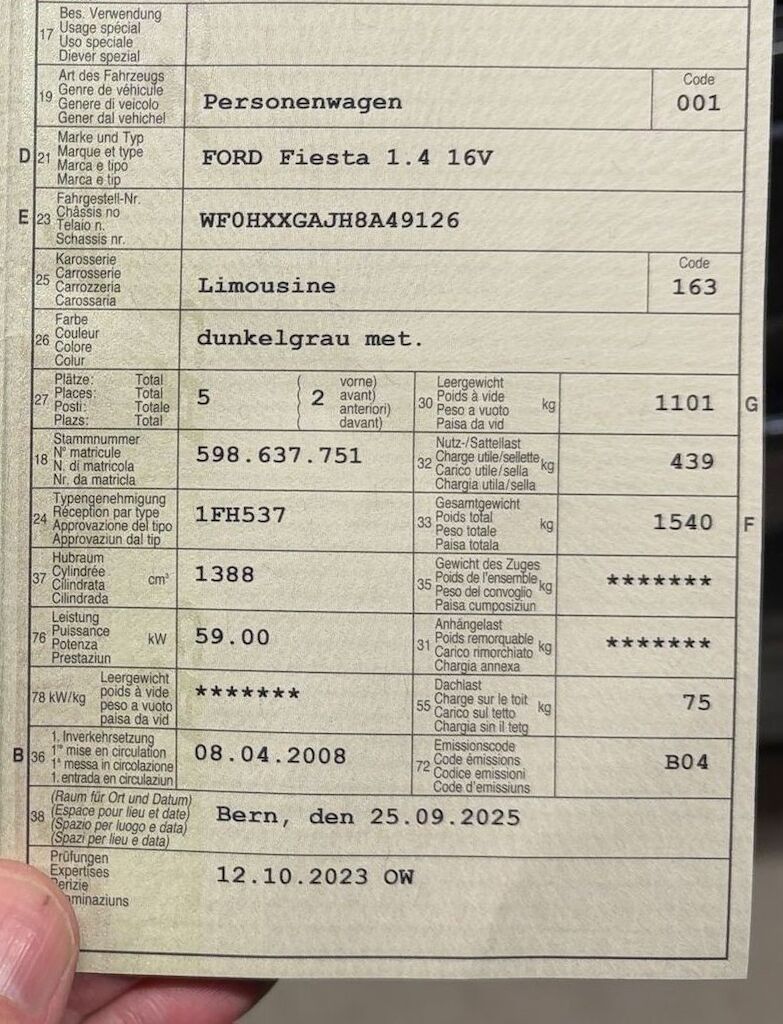 17 Bes. Verwendung
Usage spécial
Uso speciale
Diever spezial
19 Art des Fahrzeugs
Genre de véhicule
Genere di veicolo
Gener dal vehichel
Personenwagen
Code
001
D 21 Marke und Typ
Marque et type
Marca e tipo
Marca e tip
FORD Fiesta 1.4 16V
E 23 Fahrgestell-Nr.
Châssis no
Telaio n.
Schassis nr.
WF0HXXGAJH8A49126
25 Karosserie
Carrosserie
Carrozzeria
Carossaria
Limousine
Code
163
26 Farbe
Couleur
Colore
Colur
dunkelgrau met.
27 Plätze: Total
Places: Total
Posti: Totale
Plazs: Total
5
( 2 vorne)
avant)
anteriori)
davant)
30 Leergewicht
Poids à vide
Peso a vuoto
Paisa da vid
kg
1101 G
18 Stammnummer
N° matricule
N. di matricola
Nr. da matricla
598.637.751
32 Nutz-/Sattellast
Charge utile/sellette
Carico utile/sella
Chargia utila/sella
kg
439
24 Typengenehmigung
Réception par type
Approvazione del tipo
Approvaziun dal tip
1FH537
33 Gesamtgewicht
Poids total
Peso totale
Paisa totala
kg
1540 F
37 Hubraum
Cylindrée
Cilindrata
Cilindrada
cm³
1388
35 Gewicht des Zuges
Poids de l'ensemble
Peso del convoglio
Paisa cumposiziun
kg
*******
76 Leistung
Puissance
Potenza
Prestaziun
kW
59.00
31 Anhängelast
Poids remorquable
Carico rimorchiato
Chargia annexa
kg
*******
78 kW/kg Leergewicht
poids à vide
peso a vuoto
paisa da vid
*******
55 Dachlast
Charge sur le toit
Carico sul tetto
Chargia sin il tetg
kg
75
B 36 1. Inverkehrsetzung
1re mise en circulation
1a messa in circolazione
1. entrada en circulaziun
08.04.2008
72 Emissionscode
Code émissions
Codice emissioni
Code d'emissiuns
B04
38 (Raum für Ort und Datum)
(Espace pour lieu et date)
(Spazio per luogo e data)
(Spazi per lieu e data)
Bern, den 25.09.2025
Prüfungen
Expertises
12.10.2023 OW